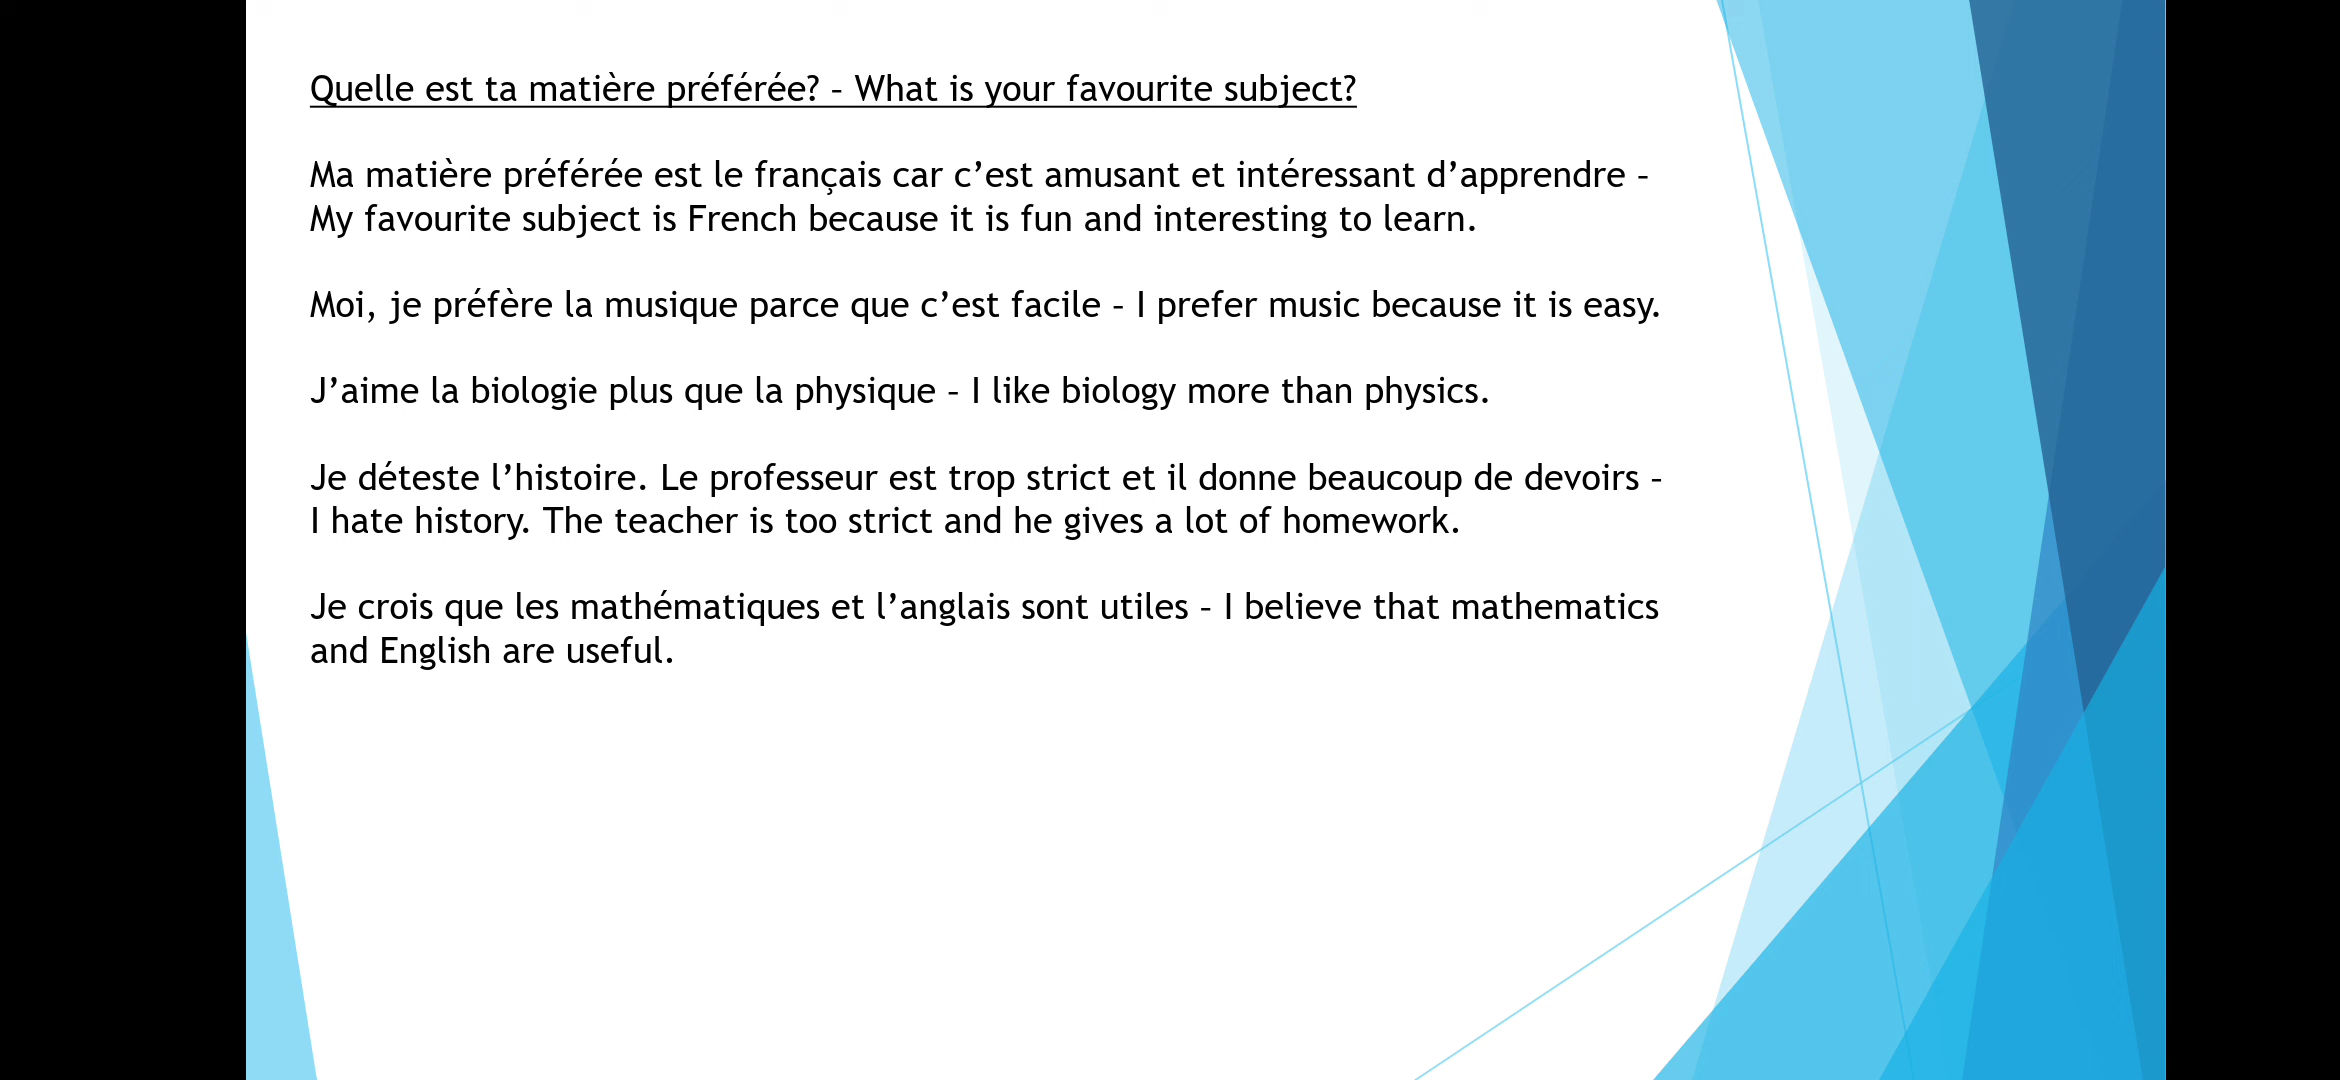 Quelle est ta matière préférée? – What is your favourite subject?
Ma matière préférée est le français car c’est amusant et intéressant d’apprendre –
My favourite subject is French because it is fun and interesting to learn.
Moi, je préfère la musique parce que c’est facile – I prefer music because it is easy.
J’aime la biologie plus que la physique – I like biology more than physics.
Je déteste l’histoire. Le professeur est trop strict et il donne beaucoup de devoirs –
I hate history. The teacher is too strict and he gives a lot of homework.
Je crois que les mathématiques et l’anglais sont utiles – I believe that mathematics
and English are useful.